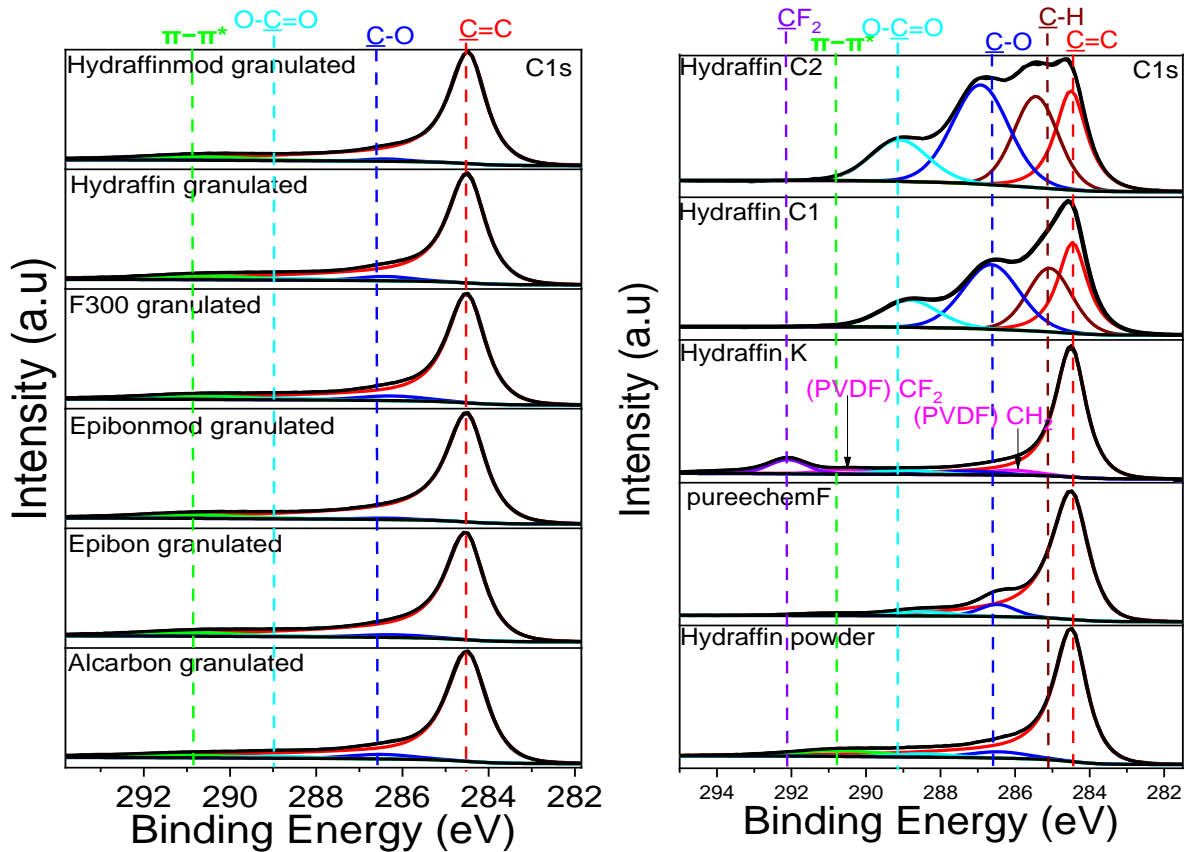 Intensity (a.u)
π−π*
O-C=O
C-O
C=C
Hydraffinmod granulated
C1s
Hydraffin granulated
F300 granulated
Epibonmod granulated
Epibon granulated
Alcarbon granulated
292 290 288 286 284 282
Binding Energy (eV)
Intensity (a.u)
CF2
π−π*
O-C=O
C-O
C-H
C=C
Hydraffin C2
C1s
Hydraffin C1
Hydraffin K
(PVDF) CF2
(PVDF) CH2
pureechemF
Hydraffin powder
294 292 290 288 286 284 282
Binding Energy (eV)